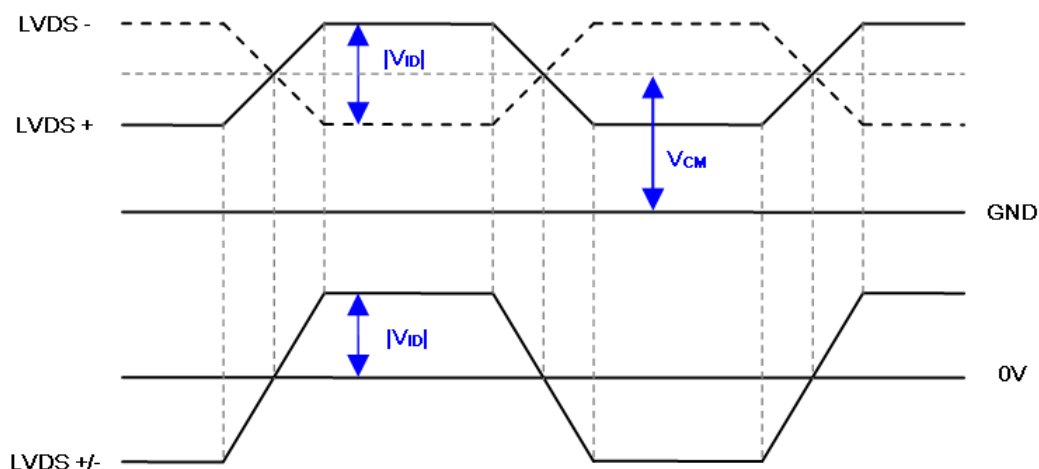 LVDS -
|VID|
LVDS +
VCM
GND
|VID|
0V
LVDS +/-